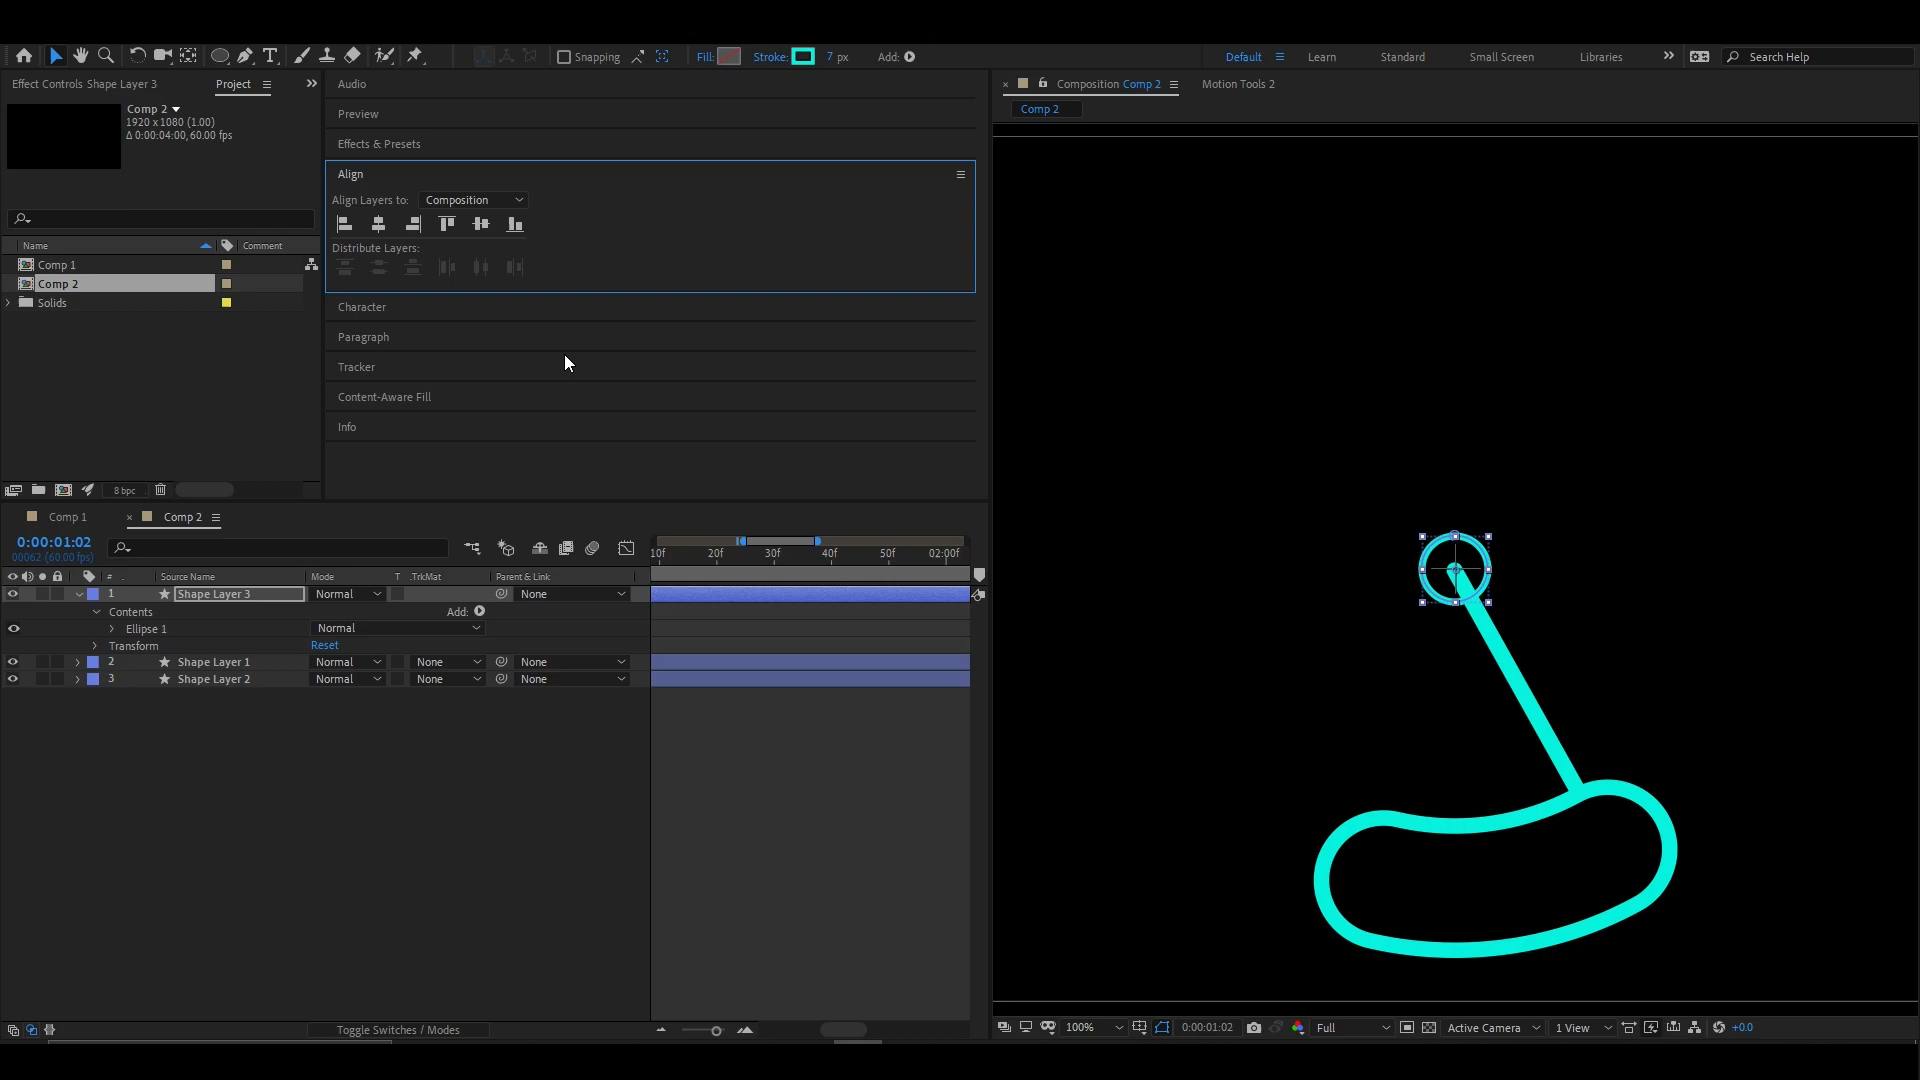 Snapping Fill: Stroke: 7 px Add: Default Learn Standard Small Screen Libraries Search Help
Effect Controls Shape Layer 3 Project
Comp 2
1920 x 1080 (1.00)
Δ 0:00:04:00, 60.00 fps
Name Comment
Comp 1
Comp 2
Solids
8 bpc
Audio
Preview
Effects & Presets
Align
Align Layers to: Composition
Distribute Layers:
Character
Paragraph
Tracker
Content-Aware Fill
Info
Composition Comp 2 Motion Tools 2
Comp 2
Comp 1 Comp 2
0:00:01:02
00062 (60.00 fps)
10f 20f 30f 40f 50f 02:00f
# . Source Name Mode T .TrkMat Parent & Link
1 Shape Layer 3 Normal None
Contents Add:
Ellipse 1 Normal
Transform Reset
2 Shape Layer 1 Normal None None
3 Shape Layer 2 Normal None None
Toggle Switches / Modes
100% 0:00:01:02 Full Active Camera 1 View +0.0